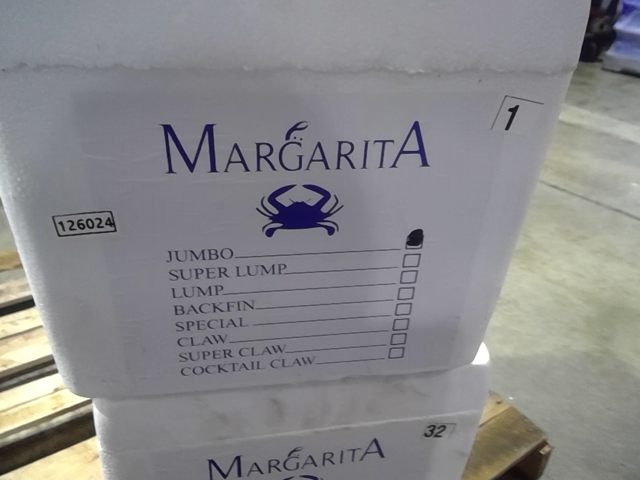 1
MARGARITA
126024
JUMBO
SUPER LUMP
LUMP
BACKFIN
SPECIAL
CLAW
SUPER CLAW
COCKTAIL CLAW
32
MARGARITA